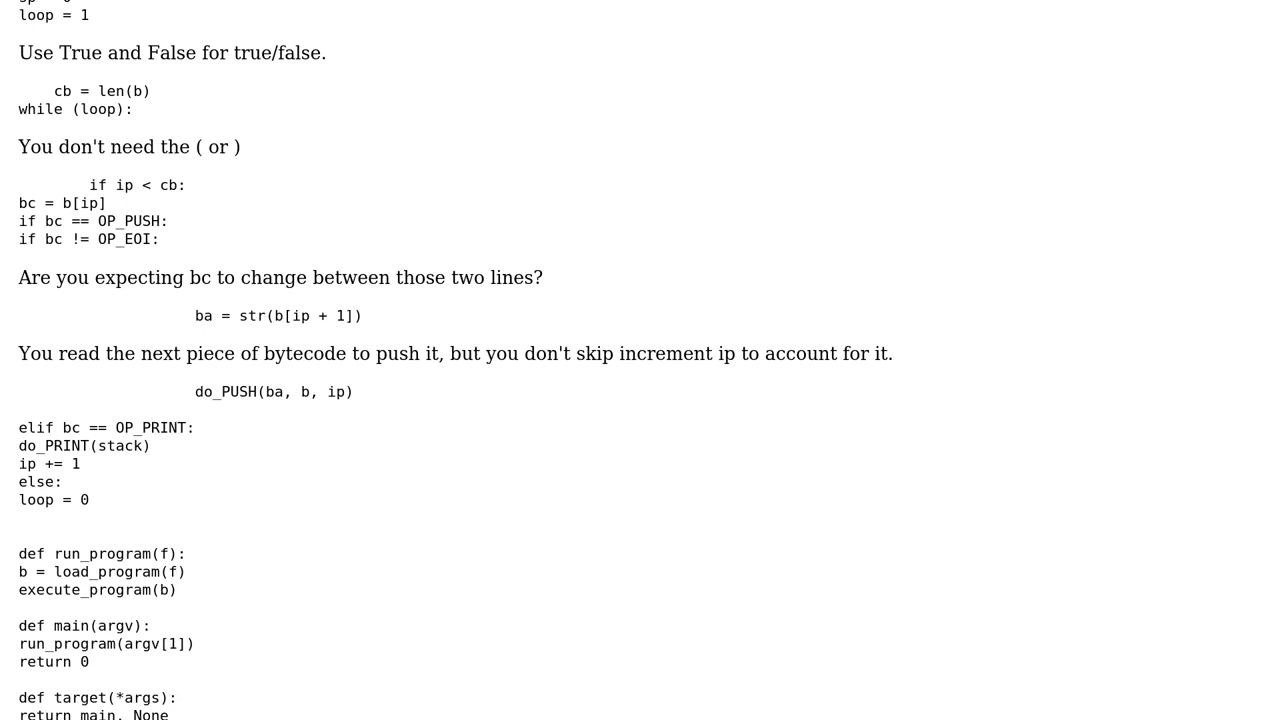 loop = 1
Use True and False for true/false.
cb = len(b)
while (loop):
You don't need the ( or )
if ip < cb:
bc = b[ip]
if bc == OP_PUSH:
if bc != OP_EOI:
Are you expecting bc to change between those two lines?
ba = str(b[ip + 1])
You read the next piece of bytecode to push it, but you don't skip increment ip to account for it.
do_PUSH(ba, b, ip)
elif bc == OP_PRINT:
do_PRINT(stack)
ip += 1
else:
loop = 0
def run_program(f):
b = load_program(f)
execute_program(b)
def main(argv):
run_program(argv[1])
return 0
def target(*args):
return main, None